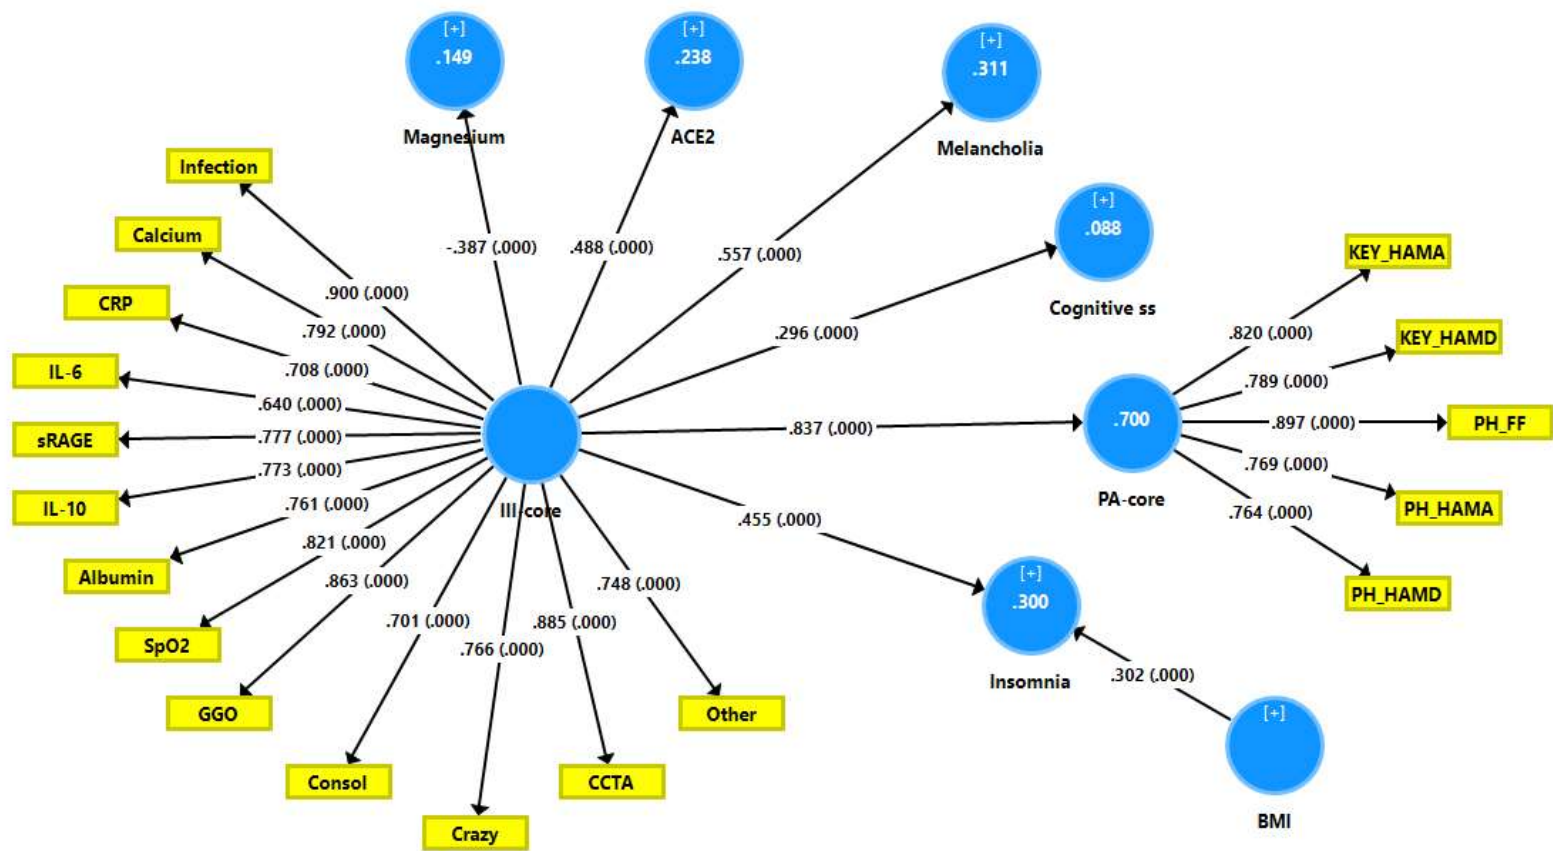 [+]
.149
Magnesium
[+]
.238
ACE2
[+]
.311
Melancholia
[+]
.088
Cognitive ss
Infection
Calcium
CRP
IL-6
sRAGE
IL-10
Albumin
SpO2
GGO
Consol
Crazy
CCTA
Other
-.387 (.000)
.488 (.000)
.557 (.000)
.296 (.000)
.900 (.000)
.792 (.000)
.708 (.000)
.640 (.000)
.777 (.000)
.773 (.000)
.761 (.000)
.821 (.000)
.863 (.000)
.701 (.000)
.766 (.000)
.885 (.000)
.748 (.000)
III-core
.837 (.000)
.455 (.000)
.700
PA-core
.820 (.000)
.789 (.000)
.897 (.000)
.769 (.000)
.764 (.000)
KEY_HAMA
KEY_HAMD
PH_FF
PH_HAMA
PH_HAMD
[+]
.300
Insomnia
.302 (.000)
[+]
BMI